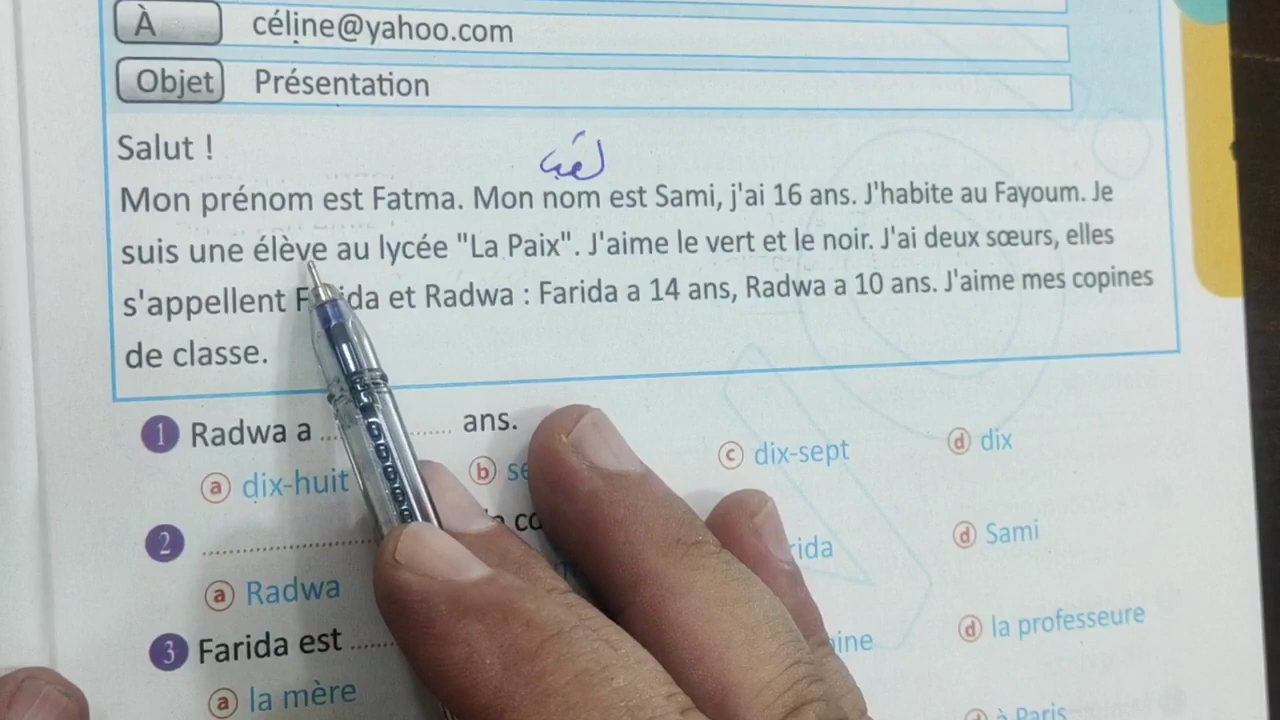 À céline@yahoo.com
Objet Présentation
Salut !
لقب
Mon prénom est Fatma. Mon nom est Sami, j'ai 16 ans. J'habite au Fayoum. Je
suis une élève au lycée "La Paix". J'aime le vert et le noir. J'ai deux sœurs, elles
s'appellent Farida et Radwa : Farida a 14 ans, Radwa a 10 ans. J'aime mes copines
de classe.
1 Radwa a .................. ans.
a dix-huit b c dix-sept d dix
2 ..................
a Radwa d Sami
3 Farida est ......
a la mère d la professeure
d à Paris